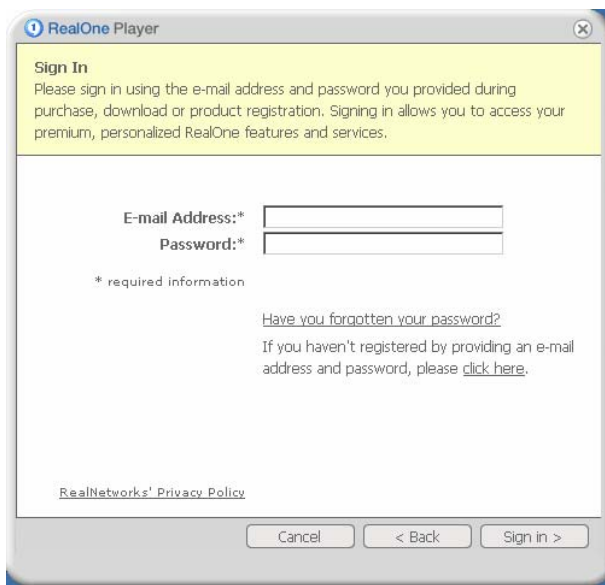 RealOne Player
Sign In
Please sign in using the e-mail address and password you provided during
purchase, download or product registration. Signing in allows you to access your
premium, personalized RealOne features and services.
E-mail Address:*
Password:*
* required information
Have you forgotten your password?
If you haven't registered by providing an e-mail
address and password, please click here.
RealNetworks' Privacy Policy
Cancel
< Back
Sign in >